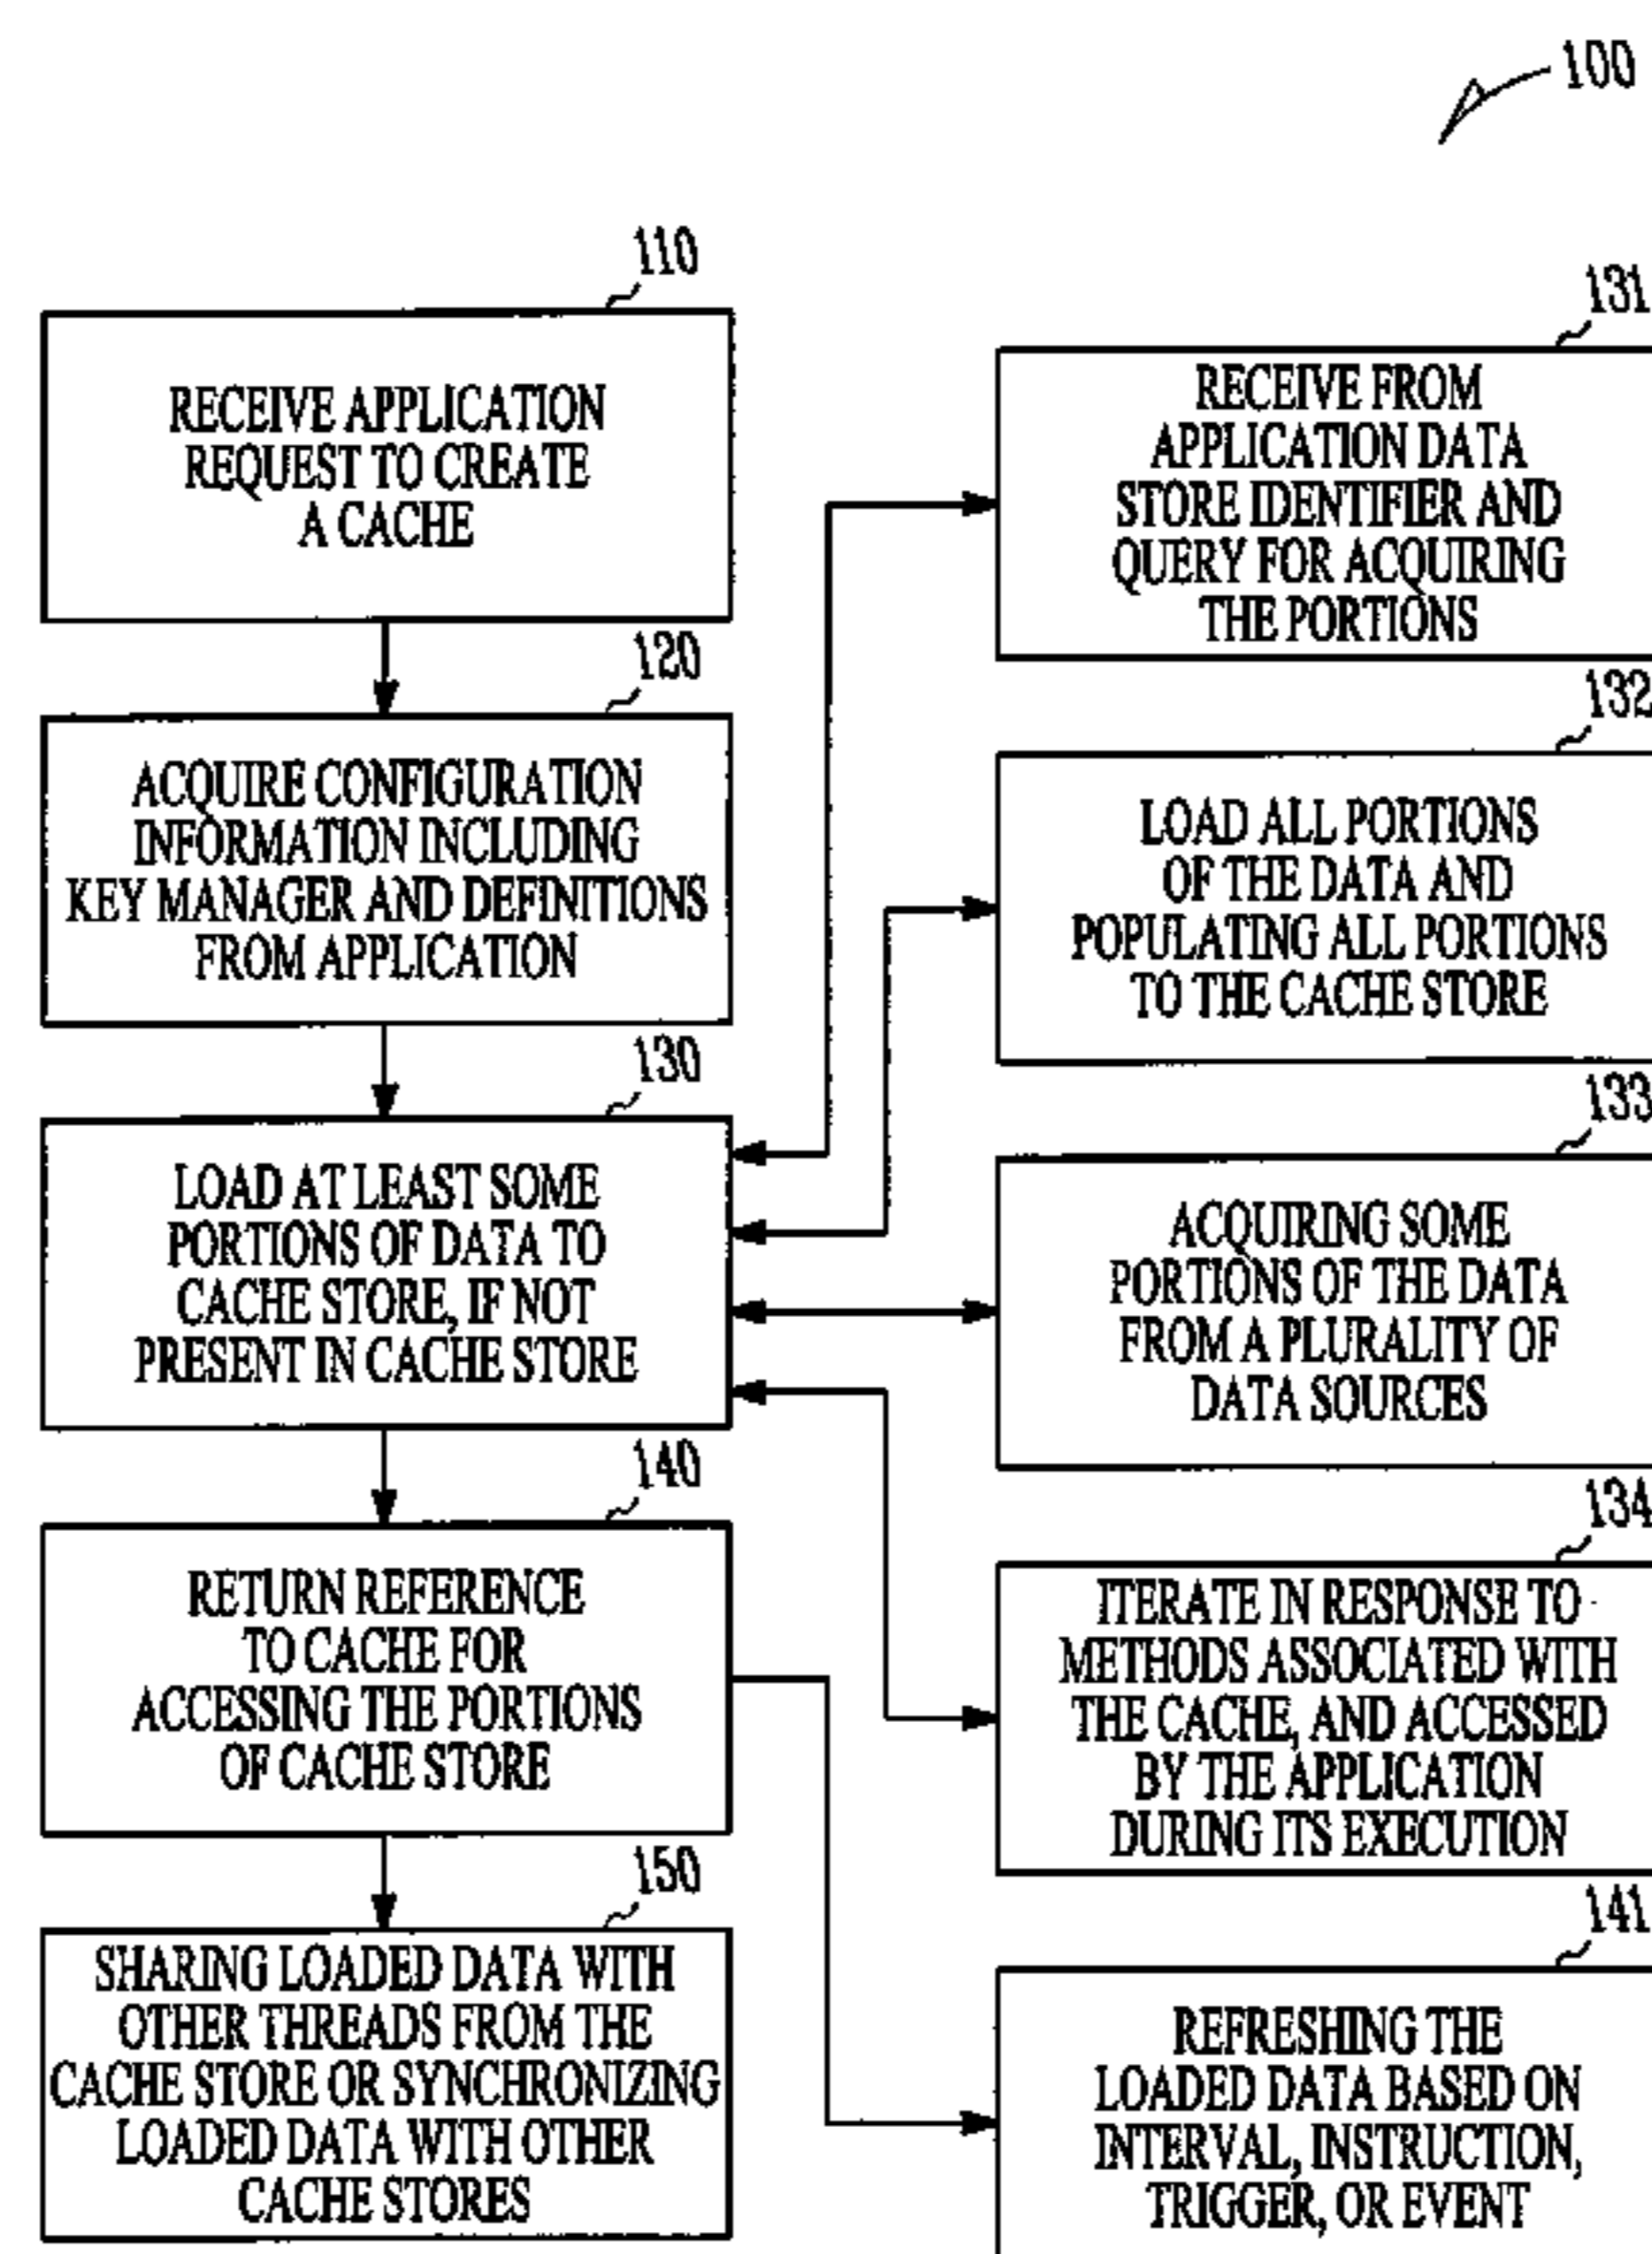 100
110
RECEIVE APPLICATION
REQUEST TO CREATE
A CACHE
120
ACQUIRE CONFIGURATION
INFORMATION INCLUDING
KEY MANAGER AND DEFINITIONS
FROM APPLICATION
130
LOAD AT LEAST SOME
PORTIONS OF DATA TO
CACHE STORE, IF NOT
PRESENT IN CACHE STORE
140
RETURN REFERENCE
TO CACHE FOR
ACCESSING THE PORTIONS
OF CACHE STORE
150
SHARING LOADED DATA WITH
OTHER THREADS FROM THE
CACHE STORE OR SYNCHRONIZING
LOADED DATA WITH OTHER
CACHE STORES
131
RECEIVE FROM
APPLICATION DATA
STORE IDENTIFIER AND
QUERY FOR ACQUIRING
THE PORTIONS
132
LOAD ALL PORTIONS
OF THE DATA AND
POPULATING ALL PORTIONS
TO THE CACHE STORE
133
ACQUIRING SOME
PORTIONS OF THE DATA
FROM A PLURALITY OF
DATA SOURCES
134
ITERATE IN RESPONSE TO
METHODS ASSOCIATED WITH
THE CACHE, AND ACCESSED
BY THE APPLICATION
DURING ITS EXECUTION
141
REFRESHING THE
LOADED DATA BASED ON
INTERVAL, INSTRUCTION,
TRIGGER, OR EVENT